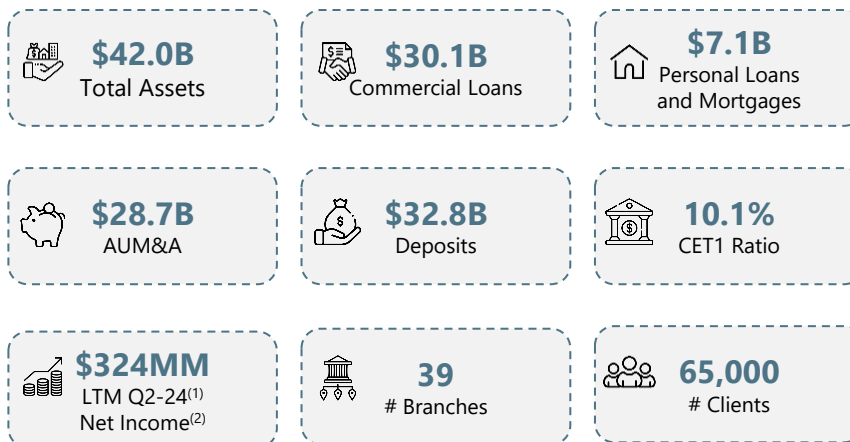 $42.0B
Total Assets
$30.1B
Commercial Loans
$7.1B
Personal Loans
and Mortgages
$28.7B
AUM&A
$32.8B
Deposits
10.1%
CET1 Ratio
$324MM
LTM Q2-24(1)
Net Income(2)
39
# Branches
65,000
# Clients